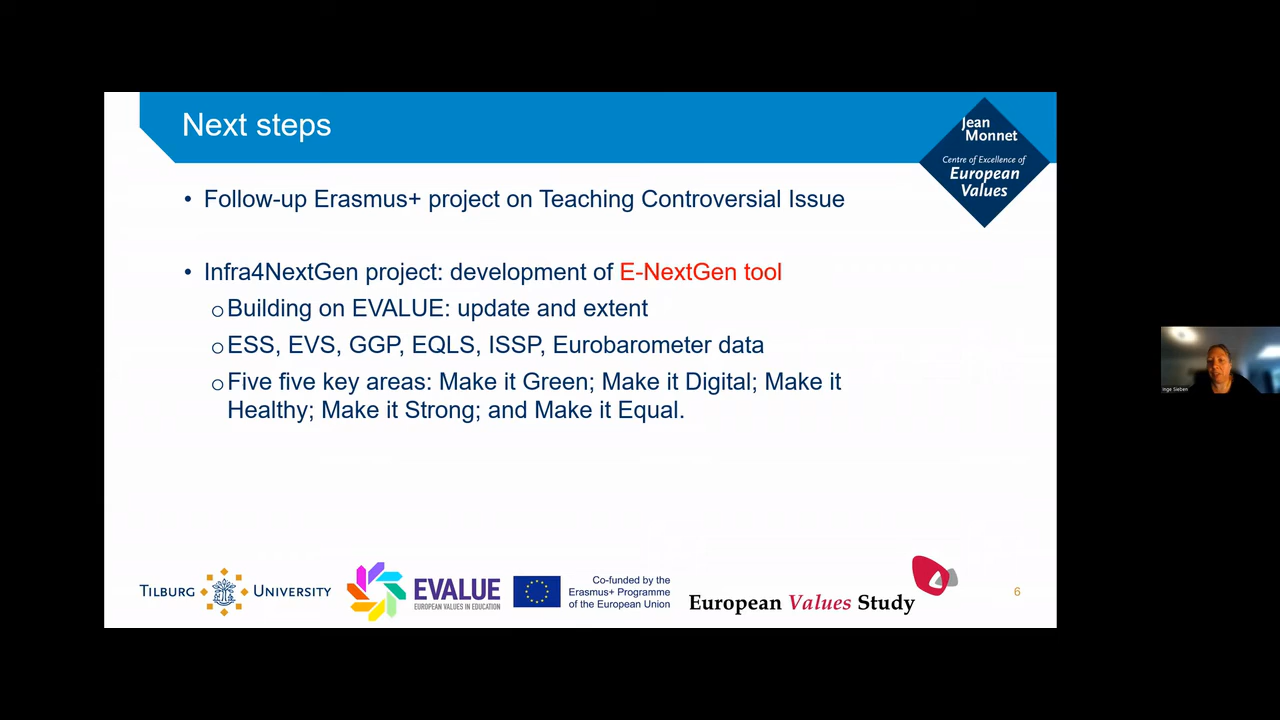 Next steps
Jean
Monnet
Centre of Excellence of
European
Values
• Follow-up Erasmus+ project on Teaching Controversial Issue
• Infra4NextGen project: development of E-NextGen tool
o Building on EVALUE: update and extent
o ESS, EVS, GGP, EQLS, ISSP, Eurobarometer data
o Five five key areas: Make it Green; Make it Digital; Make it
Healthy; Make it Strong; and Make it Equal.
Inge Sieben
TILBURG UNIVERSITY
EVALUE
EUROPEAN VALUES IN EDUCATION
Co-funded by the
Erasmus+ Programme
of the European Union
European Values Study
6